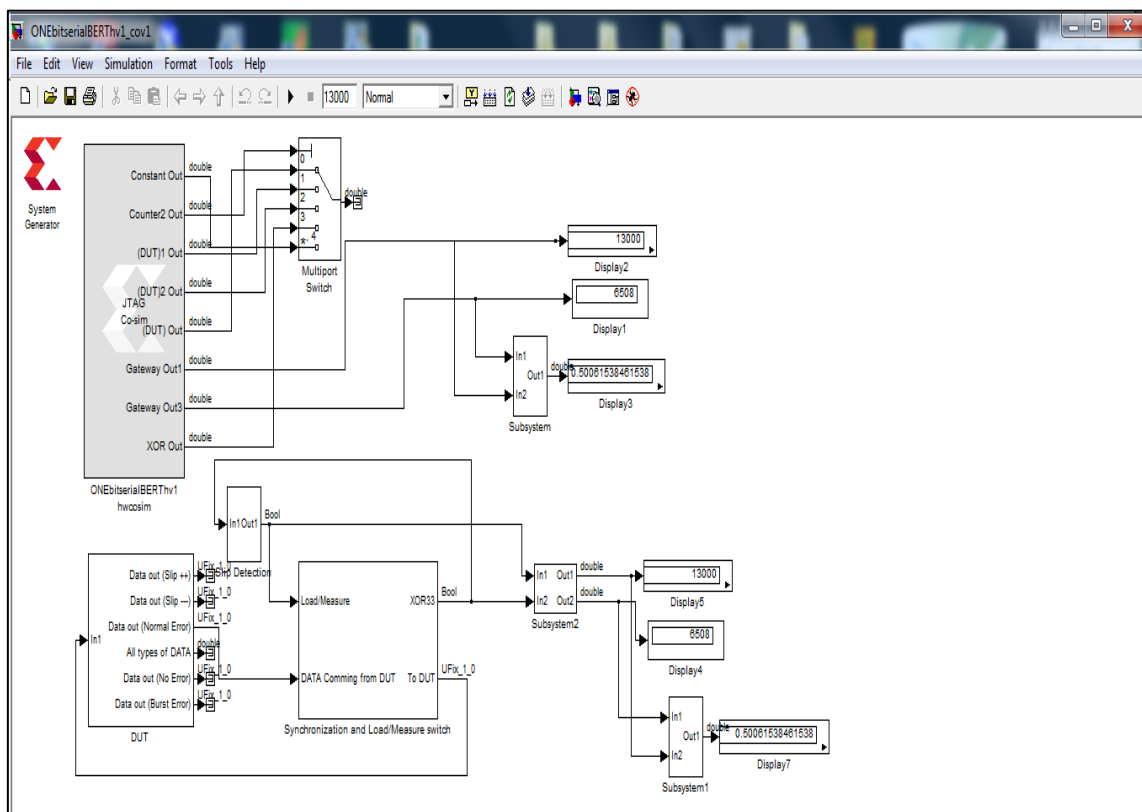 ONEbitserialBERThv1_cov1
File Edit View Simulation Format Tools Help
13000 Normal
System
Generator
Constant Out
Counter2 Out
(DUT)1 Out
(DUT)2 Out
JTAG
Co-sim
(DUT) Out
Gateway Out1
Gateway Out3
XOR Out
ONEbitserialBERThv1
hwcosim
double
double
double
double
double
double
double
double
0
1
2
3
*, 4
double
Multiport
Switch
13000
Display2
6508
Display1
In1
In2
Out1
Subsystem
double
0.50061538461538
Display3
In1 Out1
Bool
Slip Detection
In1
Data out (Slip ++)
Data out (Slip ---)
Data out (Normal Error)
All types of DATA
Data out (No Error)
Data out (Burst Error)
DUT
UFix_1_0
UFix_1_0
UFix_1_0
double
UFix_1_0
UFix_1_0
Load/Measure
DATA Comming from DUT
XOR33
To DUT
Bool
UFix_1_0
Synchronization and Load/Measure switch
In1 Out1
In2 Out2
Subsystem2
double
double
13000
Display5
6508
Display4
In1
In2
Out1
Subsystem1
double
0.50061538461538
Display7